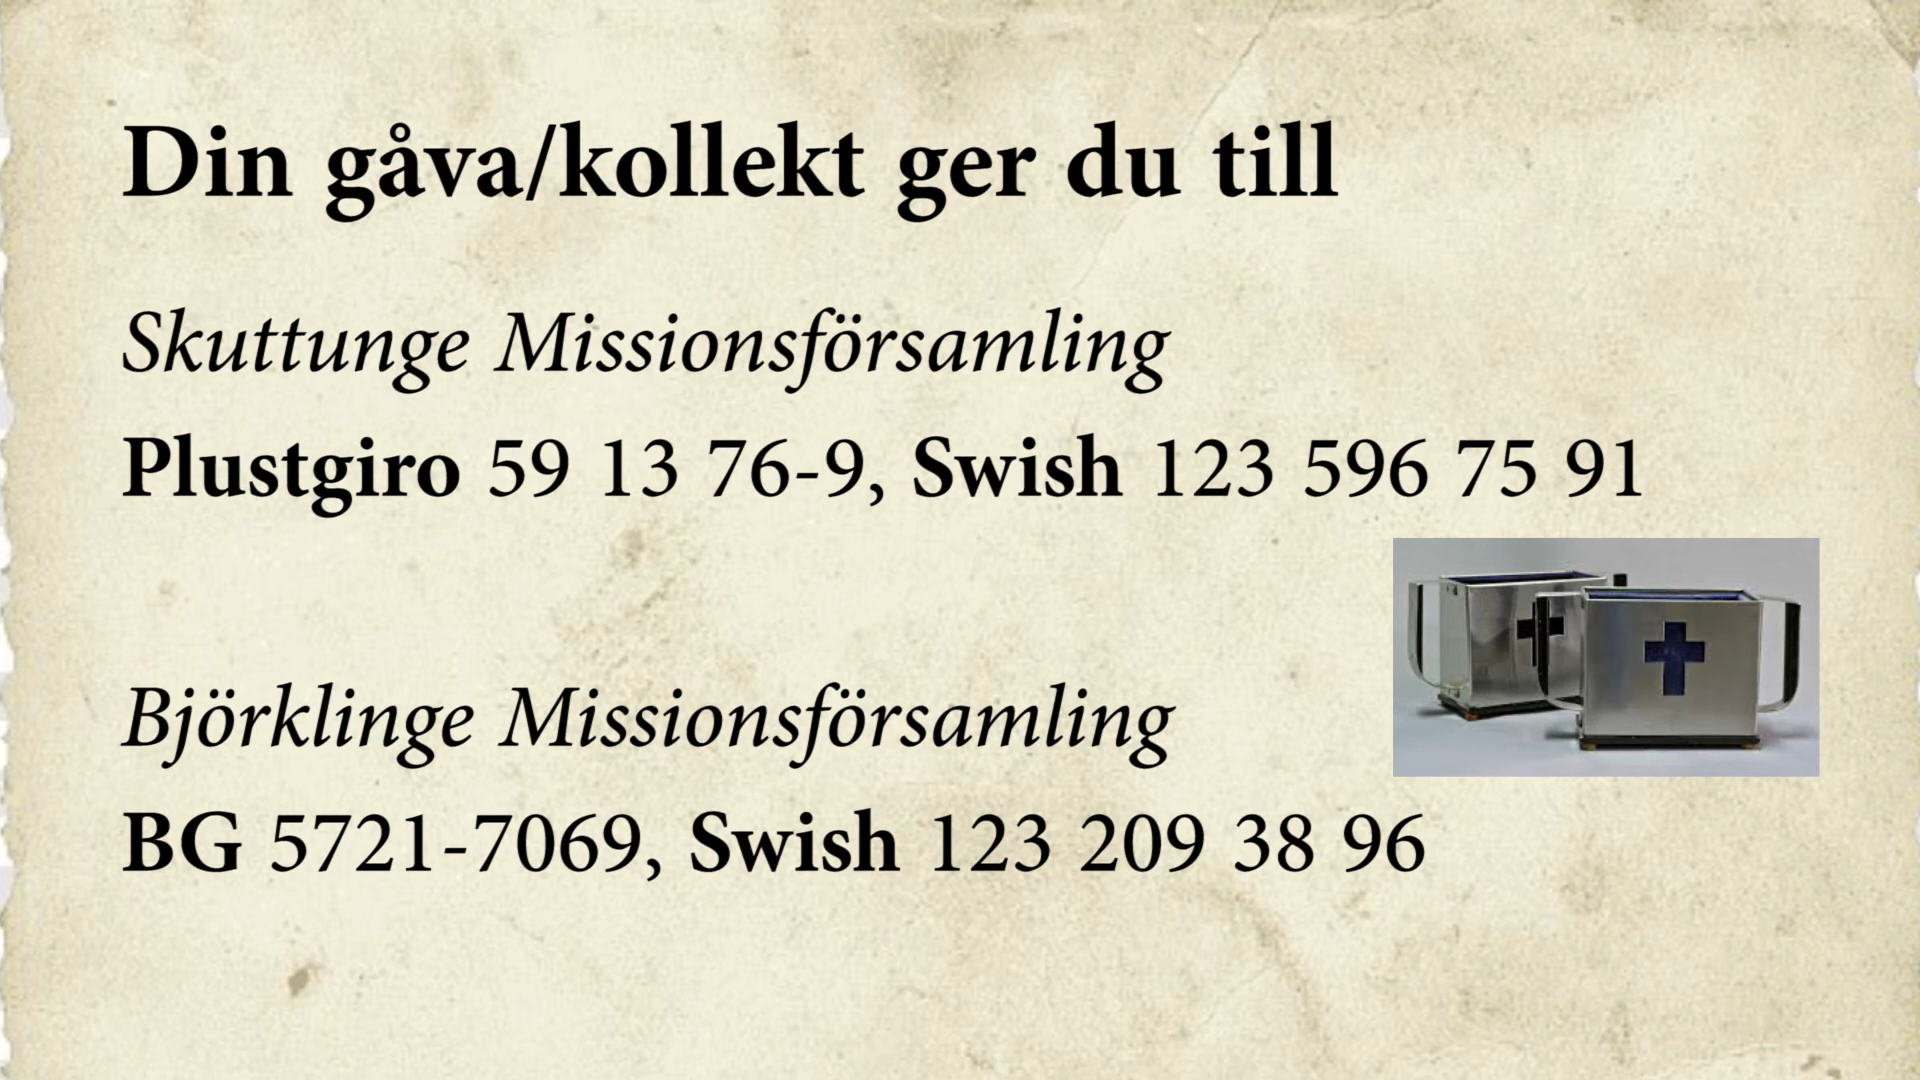 Din gåva/kollekt ger du till
Skuttunge Missionsförsamling
Plustgiro 59 13 76-9, Swish 123 596 75 91
Björklinge Missionsförsamling
BG 5721-7069, Swish 123 209 38 96